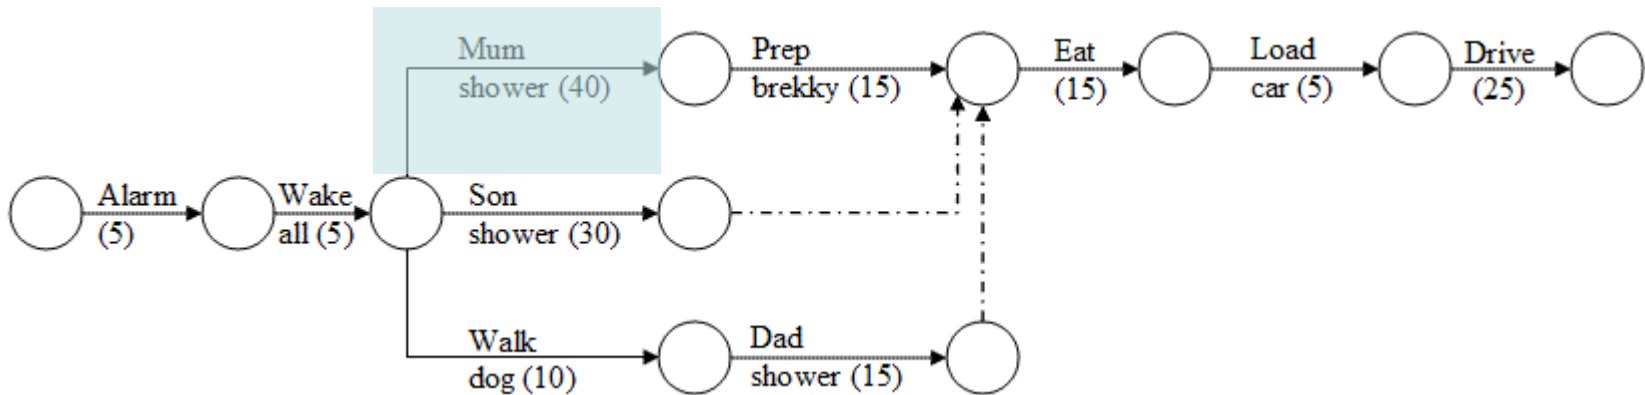 Mum
shower (40)
Prep
brekky (15)
Eat
(15)
Load
car (5)
Drive
(25)
Alarm
(5)
Wake
all (5)
Son
shower (30)
Walk
dog (10)
Dad
shower (15)